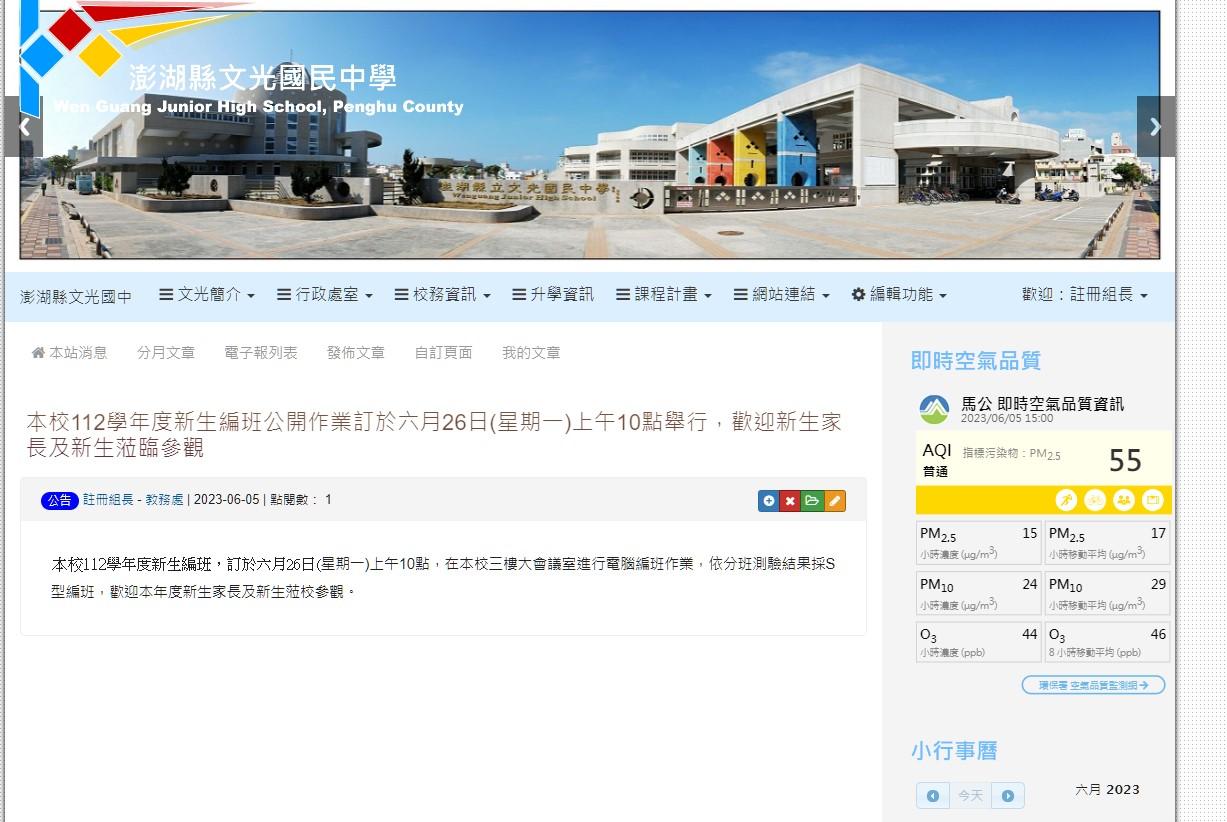 澎湖縣文光國民中學
Wen Guang Junior High School, Penghu County
澎湖縣立文光國民中學
Wenguang Junior High School
澎湖縣文光國中 文光簡介 行政處室 校務資訊 升學資訊 課程計畫 網站連結 編輯功能 歡迎：註冊組長
本站消息 分月文章 電子報列表 發佈文章 自訂頁面 我的文章
本校112學年度新生編班公開作業訂於六月26日(星期一)上午10點舉行，歡迎新生家
長及新生蒞臨參觀
公告 註冊組長 - 教務處 | 2023-06-05 | 點閱數： 1
本校112學年度新生編班，訂於六月26日(星期一)上午10點，在本校三樓大會議室進行電腦編班作業，依分班測驗結果採S
型編班，歡迎本年度新生家長及新生蒞校參觀。
即時空氣品質
馬公 即時空氣品質資訊
2023/06/05 15:00
AQI 指標污染物：PM2.5 55
普通
PM2.5 15 PM2.5 17
小時濃度 (μg/m3) 小時移動平均 (μg/m3)
PM10 24 PM10 29
小時濃度 (μg/m3) 小時移動平均 (μg/m3)
O3 44 O3 46
小時濃度 (ppb) 8 小時移動平均 (ppb)
環保署 空氣品質監測網
小行事曆
今天 六月 2023